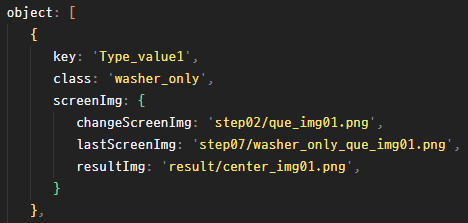 object: [
{
key: 'Type_value1',
class: 'washer_only',
screenImg: {
changeScreenImg: 'step02/que_img01.png',
lastScreenImg: 'step07/washer_only_que_img01.png',
resultImg: 'result/center_img01.png',
}
},